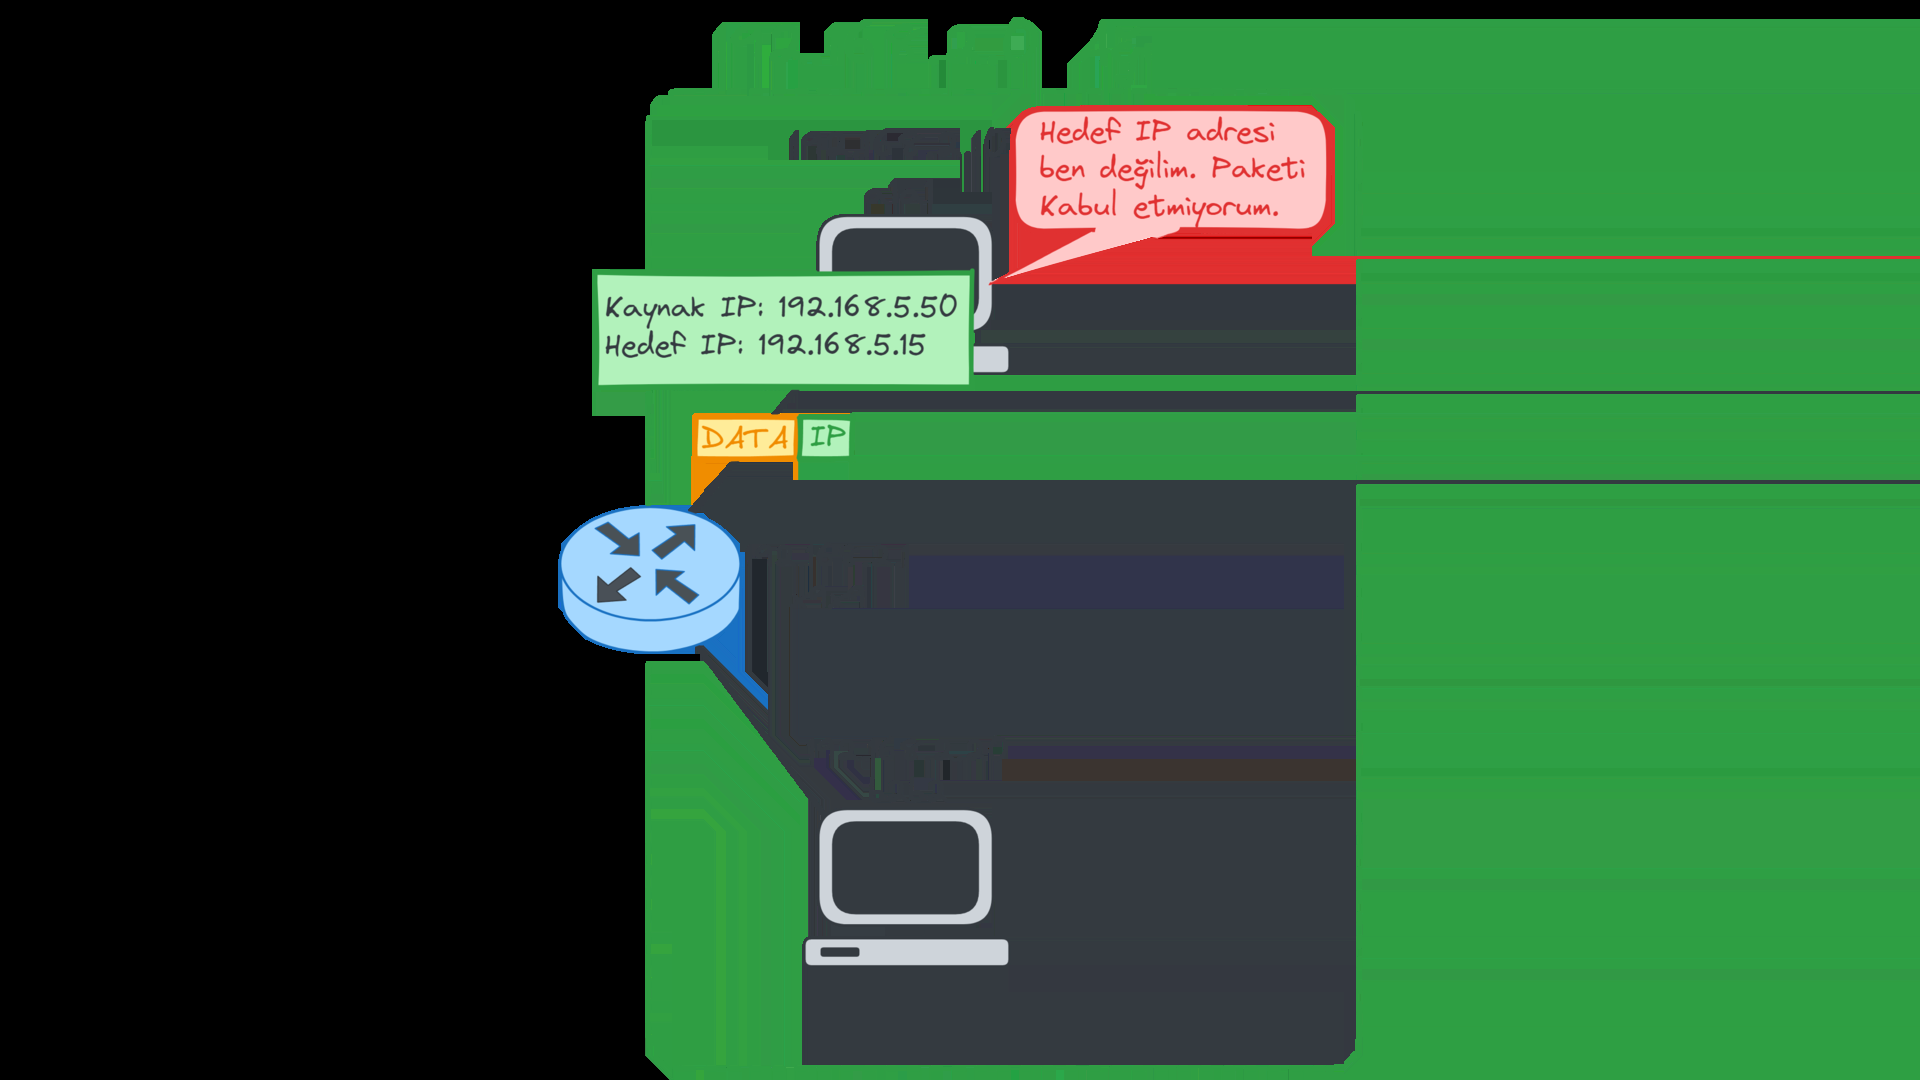 Hedef IP adresi
ben değilim. Paketi
Kabul etmiyorum.
Kaynak IP: 192.168.5.50
Hedef IP: 192.168.5.15
DATA IP